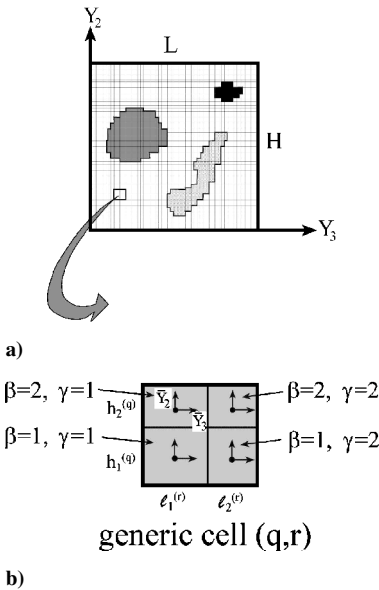 Y₂
L
H
Y₃
a)
β=2, γ=1
h₂⁽q⁾
Ȳ₂
β=2, γ=2
Ȳ₃
β=1, γ=1
h₁⁽q⁾
β=1, γ=2
ℓ₁⁽r⁾ ℓ₂⁽r⁾
generic cell (q,r)
b)